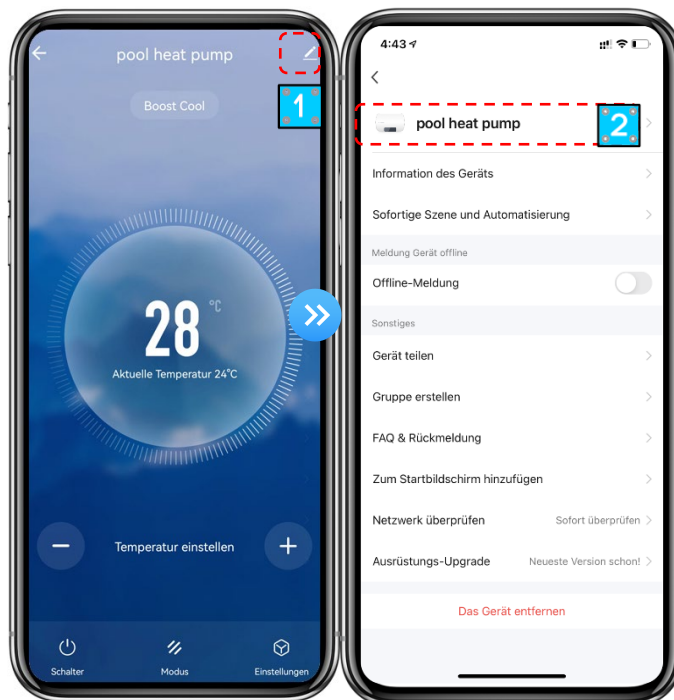 pool heat pump
Boost Cool
1
28 °C
Aktuelle Temperatur 24°C
Temperatur einstellen
Schalter
Modus
Einstellungen
4:43
pool heat pump
2
Information des Geräts
Sofortige Szene und Automatisierung
Meldung Gerät offline
Offline-Meldung
Sonstiges
Gerät teilen
Gruppe erstellen
FAQ & Rückmeldung
Zum Startbildschirm hinzufügen
Netzwerk überprüfen Sofort überprüfen
Ausrüstungs-Upgrade Neueste Version schon!
Das Gerät entfernen